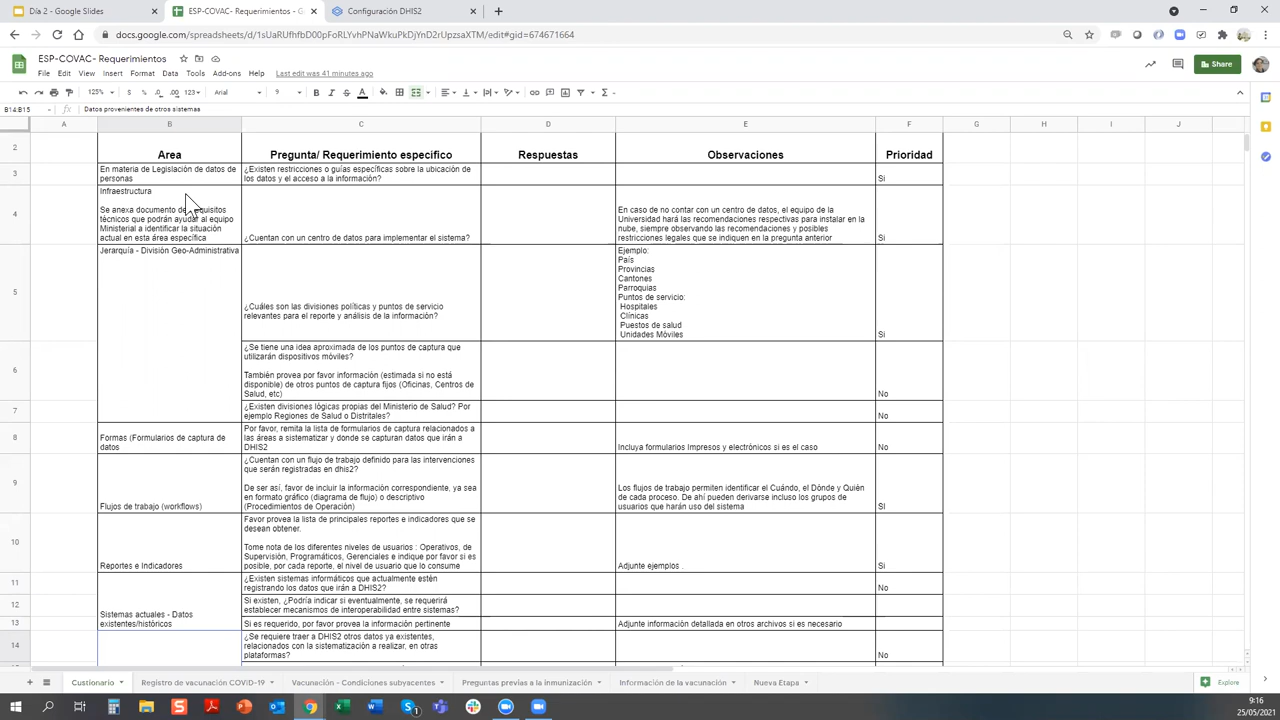 Día 2 - Google Slides
ESP-COVAC- Requerimientos - G
Configuración DHIS2
docs.google.com/spreadsheets/d/1sUaRUfhfbD00pFoRLYvhPNaWkuPkDjYnD2rUpzsaXTM/edit#gid=674671664
ESP-COVAC- Requerimientos
File Edit View Insert Format Data Tools Add-ons Help Last edit was 41 minutes ago
Share
125% $ % .0 .00 123 Arial 9
B14:B15 fx Datos provenientes de otros sistemas
A B C D E F G H I J
2 Area Pregunta/ Requerimiento especifico Respuestas Observaciones Prioridad
3
En materia de Legislación de datos de
personas
¿Existen restricciones o guías específicas sobre la ubicación de
los datos y el acceso a la información?
Si
4
Infraestructura
Se anexa documento de requisitos
técnicos que podrán ayudar al equipo
Ministerial a identificar la situación
actual en esta área específica
¿Cuentan con un centro de datos para implementar el sistema?
En caso de no contar con un centro de datos, el equipo de la
Universidad hará las recomendaciones respectivas para instalar en la
nube, siempre observando las recomendaciones y posibles
restricciones legales que se indiquen en la pregunta anterior
Si
5
Jerarquía - División Geo-Administrativa
¿Cuáles son las divisiones políticas y puntos de servicio
relevantes para el reporte y análisis de la información?
Ejemplo:
País
Provincias
Cantones
Parroquias
Puntos de servicio:
Hospitales
Clínicas
Puestos de salud
Unidades Móviles
Si
6
¿Se tiene una idea aproximada de los puntos de captura que
utilizarán dispositivos móviles?
También provea por favor información (estimada si no está
disponible) de otros puntos de captura fijos (Oficinas, Centros de
Salud, etc)
No
7
¿Existen divisiones lógicas propias del Ministerio de Salud? Por
ejemplo Regiones de Salud o Distritales?
No
8
Formas (Formularios de captura de
datos
Por favor, remita la lista de formularios de captura relacionados a
las áreas a sistematizar y donde se capturan datos que irán a
DHIS2
Incluya formularios Impresos y electrónicos si es el caso
No
9
Flujos de trabajo (workflows)
¿Cuentan con un flujo de trabajo definido para las intervenciones
que serán registradas en dhis2?
De ser así, favor de incluir la información correspondiente, ya sea
en formato gráfico (diagrama de flujo) o descriptivo
(Procedimientos de Operación)
Los flujos de trabajo permiten identificar el Cuándo, el Dónde y Quién
de cada proceso. De ahí pueden derivarse incluso los grupos de
usuarios que harán uso del sistema
SI
10
Reportes e Indicadores
Favor provea la lista de principales reportes e indicadores que se
desean obtener.
Tome nota de los diferentes niveles de usuarios : Operativos, de
Supervisión, Programáticos, Gerenciales e indique por favor si es
posible, por cada reporte, el nivel de usuario que lo consume
Adjunte ejemplos .
Si
11
¿Existen sistemas informáticos que actualmente estén
registrando los datos que irán a DHIS2?
No
12
Si existen, ¿Podría indicar si eventualmente, se requerirá
establecer mecanismos de interoperabilidad entre sistemas?
Sistemas actuales - Datos
existentes/históricos
13
Si es requerido, por favor provea la información pertinente
Adjunte información detallada en otros archivos si es necesario
14
¿Se requiere traer a DHIS2 otros datos ya existentes,
relacionados con la sistematización a realizar, en otras
plataformas?
No
Custionario Registro de vacunación COVID-19 Vacunación - Condiciones subyacentes Preguntas previas a la inmunización Información de la vacunación Nueva Etapa Explore
9:16
25/05/2021